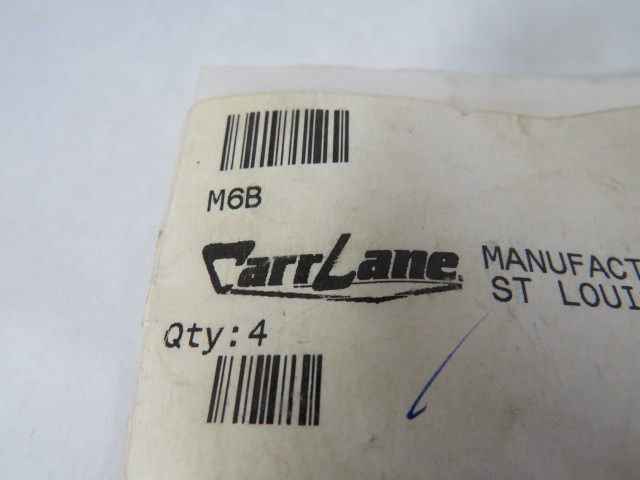 M6B
CarrLane®
MANUFACT
ST LOUI
Qty:4